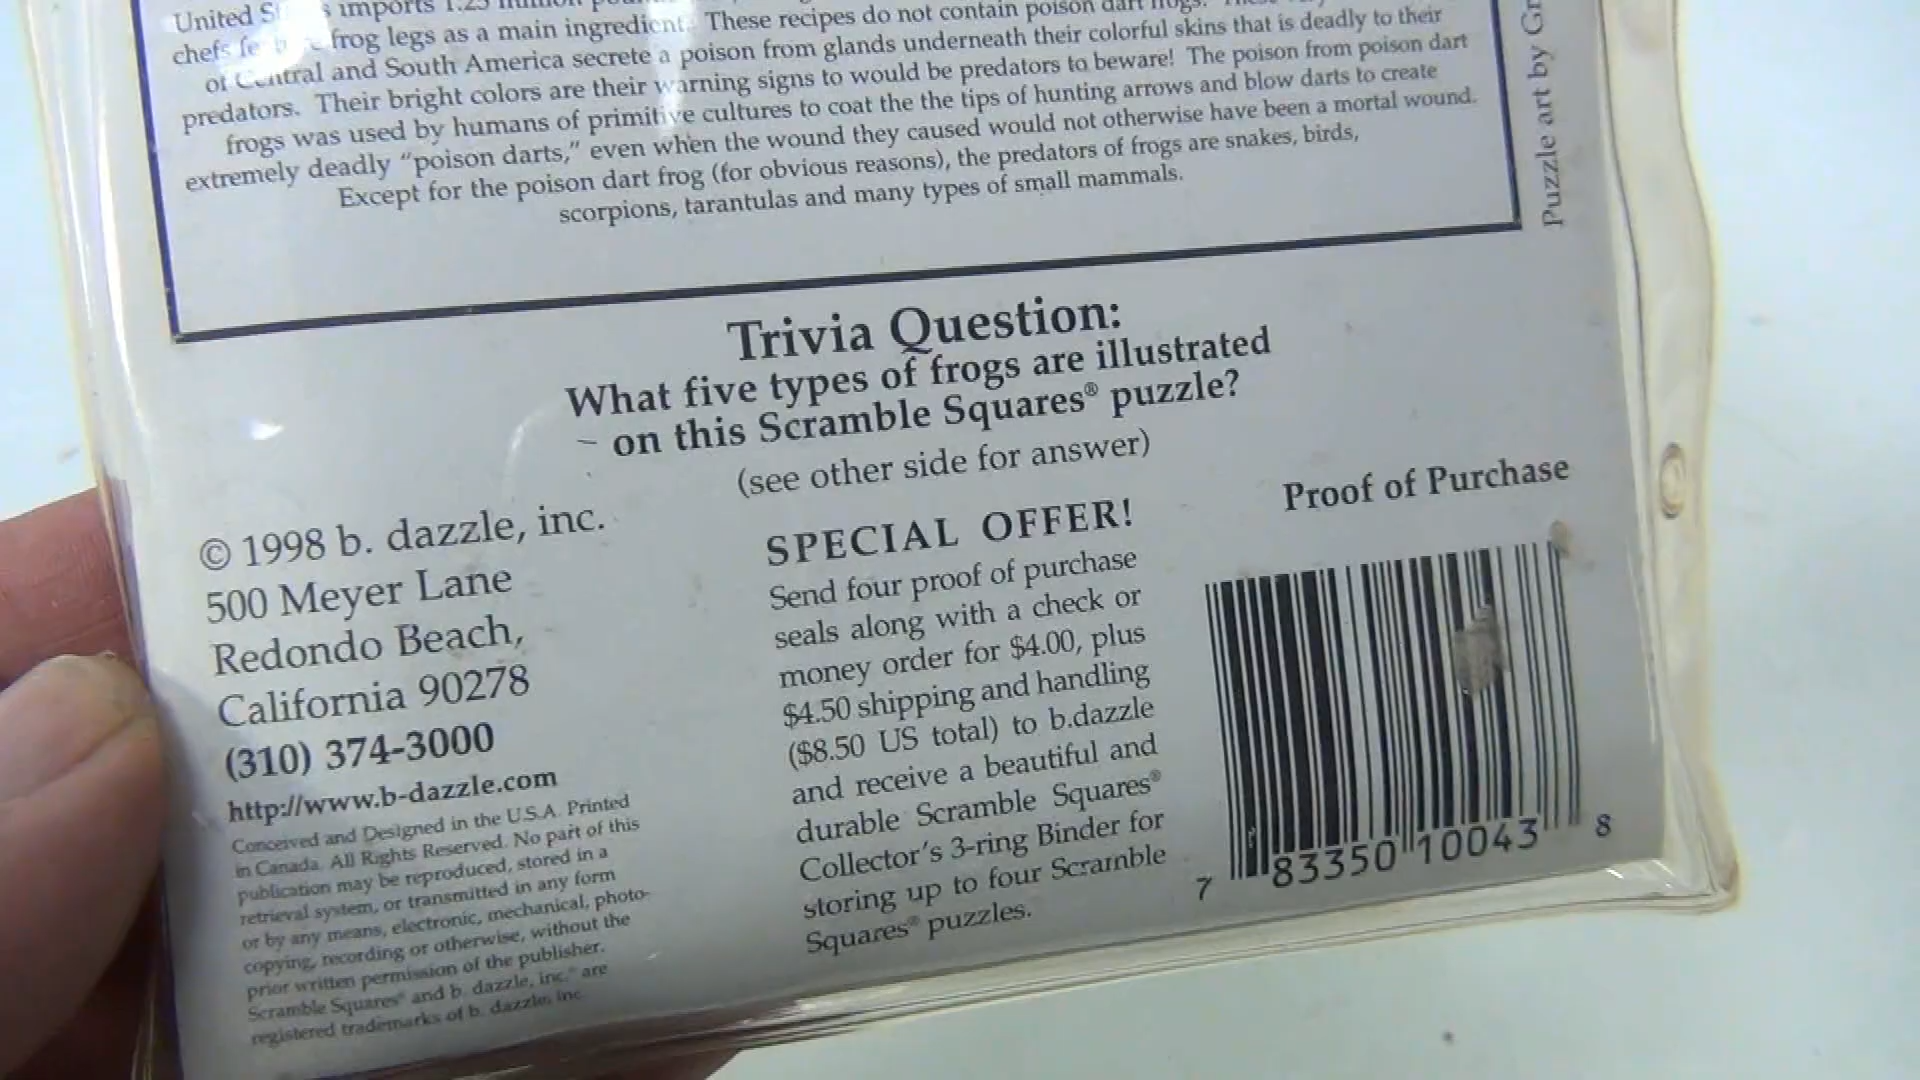 United imports 1.25 million
chefs frog legs as a main ingredient. These recipes do not contain poison dart frogs.
of Central and South America secrete a poison from glands underneath their colorful skins that is deadly to their
predators. Their bright colors are their warning signs to would be predators to beware! The poison from poison dart
frogs was used by humans of primitive cultures to coat the the tips of hunting arrows and blow darts to create
extremely deadly “poison darts,” even when the wound they caused would not otherwise have been a mortal wound.
Except for the poison dart frog (for obvious reasons), the predators of frogs are snakes, birds,
scorpions, tarantulas and many types of small mammals.
Puzzle art by
Trivia Question:
What five types of frogs are illustrated
on this Scramble Squares® puzzle?
(see other side for answer)
© 1998 b. dazzle, inc.
500 Meyer Lane
Redondo Beach,
California 90278
(310) 374-3000
http://www.b-dazzle.com
Conceived and Designed in the U.S.A. Printed
in Canada. All Rights Reserved. No part of this
publication may be reproduced, stored in a
retrieval system, or transmitted in any form
or by any means, electronic, mechanical, photo-
copying, recording or otherwise, without the
prior written permission of the publisher.
Scramble Squares® and b. dazzle, inc.® are
registered trademarks of b. dazzle, inc.
SPECIAL OFFER!
Send four proof of purchase
seals along with a check or
money order for $4.00, plus
$4.50 shipping and handling
($8.50 US total) to b.dazzle
and receive a beautiful and
durable Scramble Squares®
Collector's 3-ring Binder for
storing up to four Scramble
Squares® puzzles.
Proof of Purchase
7 83350 10043 8